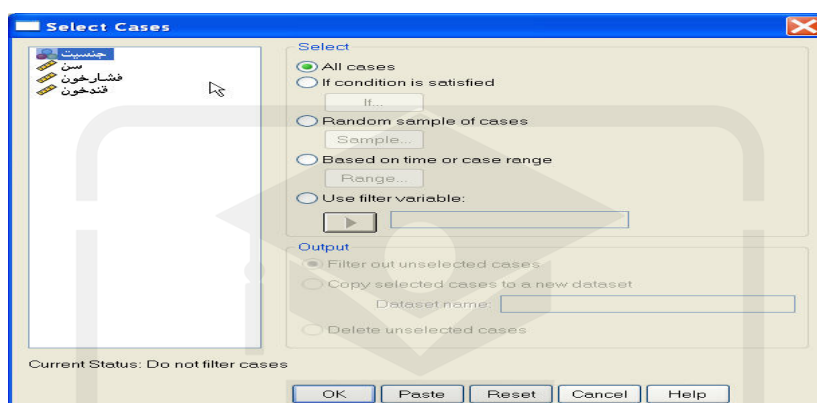 Select Cases
جنسیت
سن
فشارخون
قندخون
Select
All cases
If condition is satisfied
If...
Random sample of cases
Sample...
Based on time or case range
Range...
Use filter variable:
Output
Filter out unselected cases
Copy selected cases to a new dataset
Dataset name:
Delete unselected cases
Current Status: Do not filter cases
OK Paste Reset Cancel Help